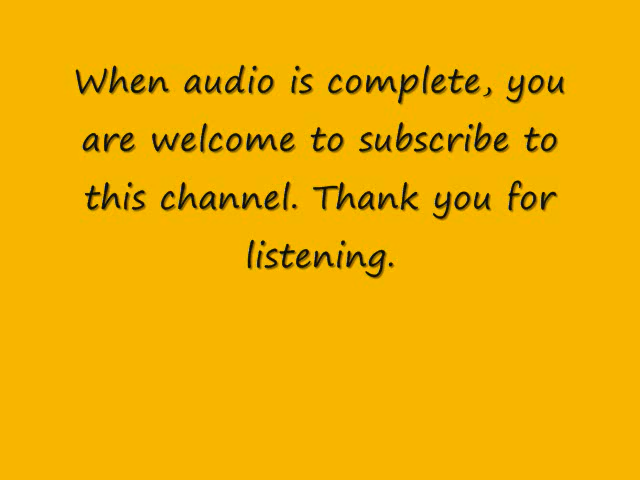 When audio is complete, you
are welcome to subscribe to
this channel. Thank you for
listening.